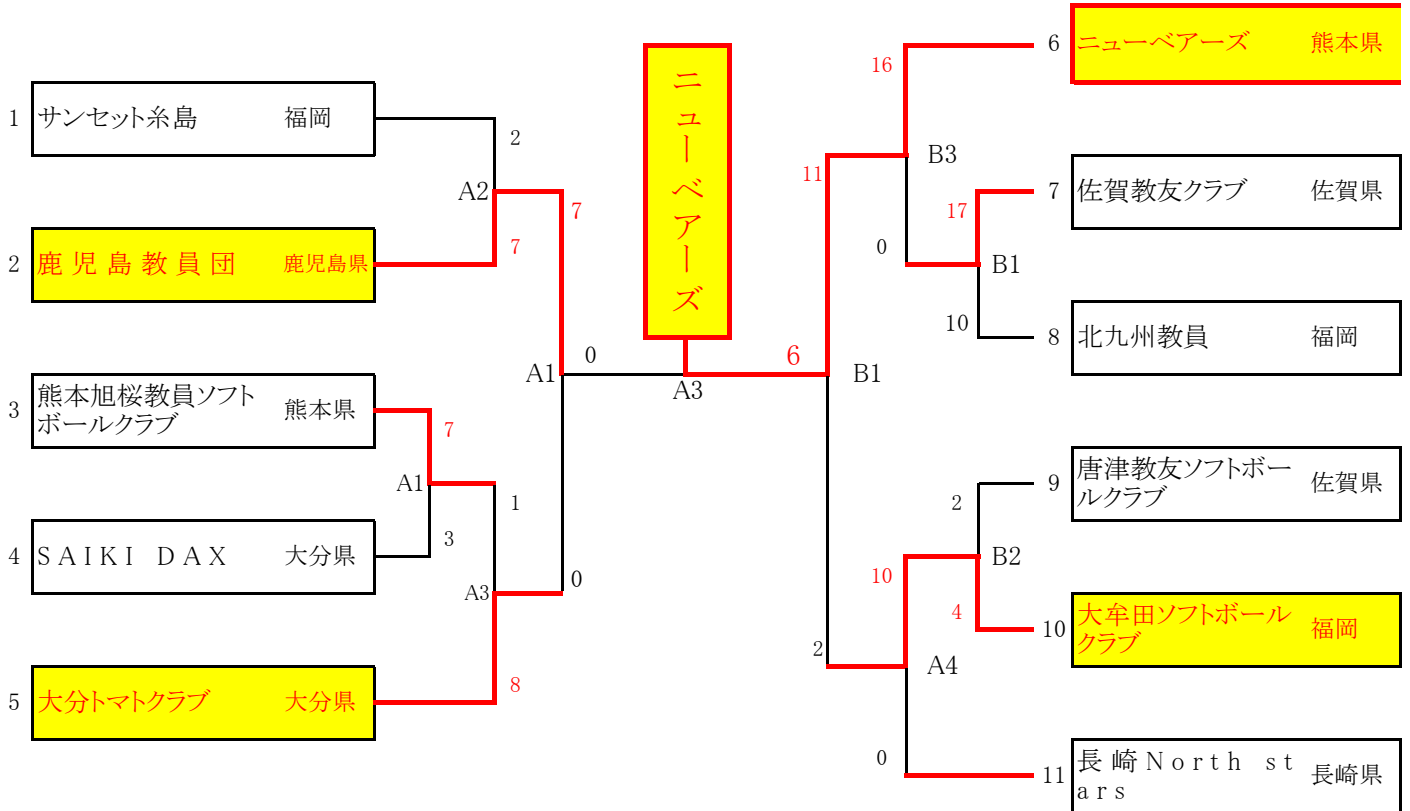 1 サンセット糸島 福岡
2
A2
7
7
2 鹿児島教員団 鹿児島県
3 熊本旭桜教員ソフト
ボールクラブ 熊本県
7
A1
3
4 SAIKI DAX 大分県
1
A3
8
5 大分トマトクラブ 大分県
A1
0
0
ニューベアーズ
A3
6
6 ニューベアーズ 熊本県
16
B3
11
7 佐賀教友クラブ 佐賀県
17
0
B1
10
8 北九州教員 福岡
B1
9 唐津教友ソフトボー
ルクラブ 佐賀県
2
B2
10
4
10 大牟田ソフトボール
クラブ 福岡
2
A4
0
11 長崎North st
ars 長崎県